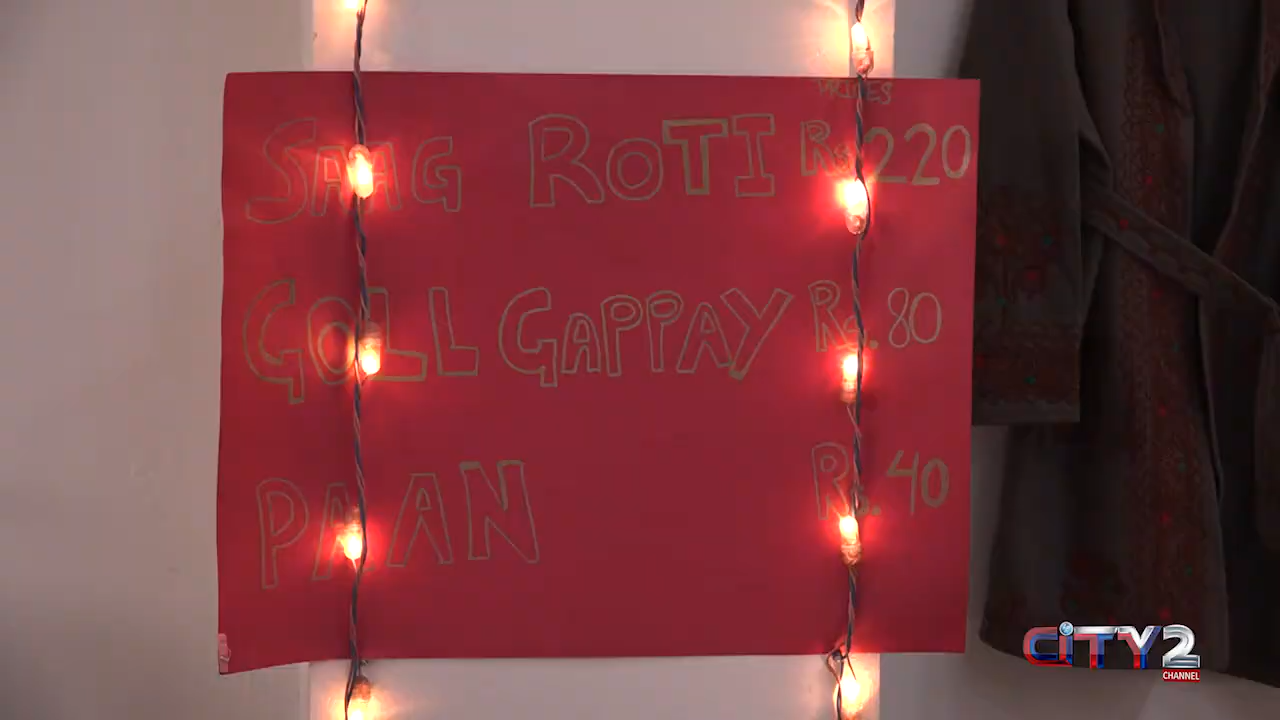 PRICES
SAAG ROTI Rs.220
GOLL GAPPAY Rs.80
PAAN Rs.40
CITY2
CHANNEL